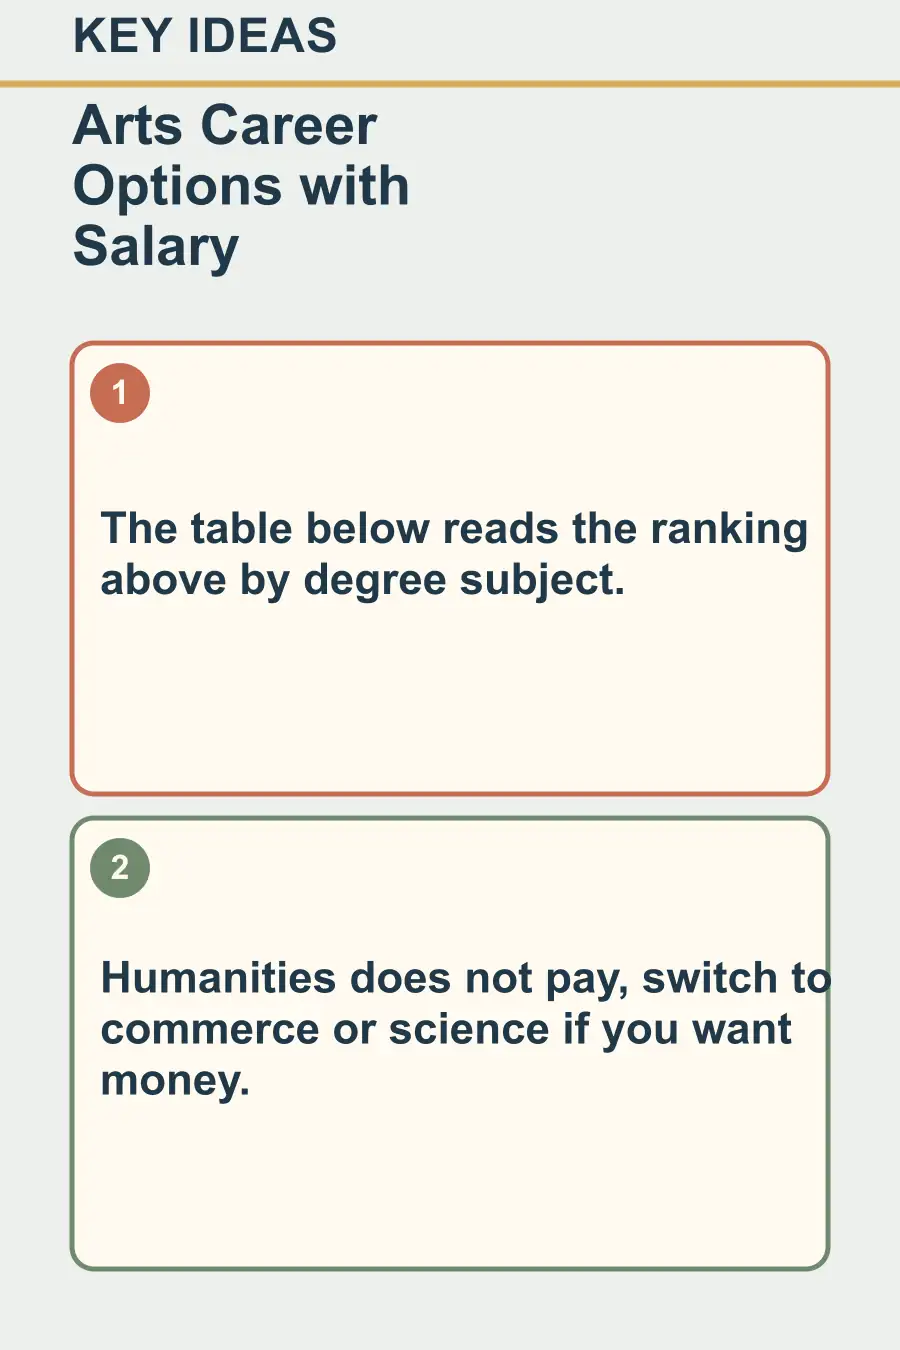 KEY IDEAS
Arts Career
Options with
Salary
1
The table below reads the ranking
above by degree subject.
2
Humanities does not pay, switch to
commerce or science if you want
money.